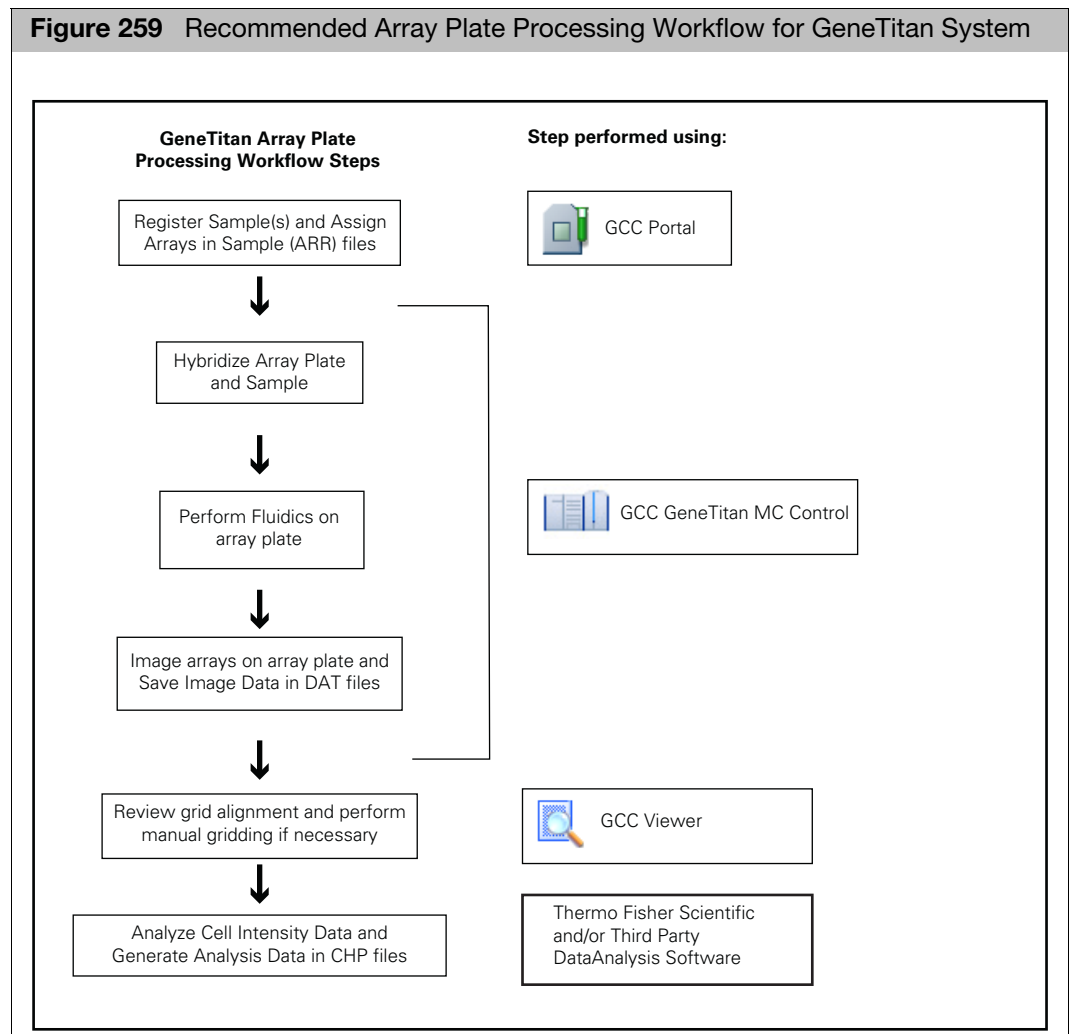 Figure 259 Recommended Array Plate Processing Workflow for GeneTitan System
GeneTitan Array Plate
Processing Workflow Steps
Step performed using:
Register Sample(s) and Assign
Arrays in Sample (ARR) files
GCC Portal
Hybridize Array Plate
and Sample
Perform Fluidics on
array plate
GCC GeneTitan MC Control
Image arrays on array plate and
Save Image Data in DAT files
Review grid alignment and perform
manual gridding if necessary
GCC Viewer
Analyze Cell Intensity Data and
Generate Analysis Data in CHP files
Thermo Fisher Scientific
and/or Third Party
DataAnalysis Software